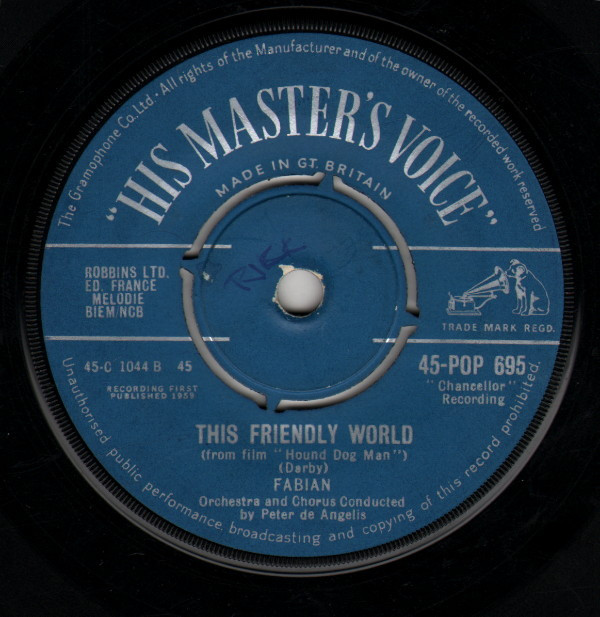 The Gramophone Co. Ltd. All rights of the Manufacturer and of the owner of the recorded work reserved
"HIS MASTER'S VOICE"
MADE IN GT. BRITAIN
ROBBINS LTD.
ED. FRANCE
MELODIE
BIEM/NCB
TRADE MARK REGD.
45-C 1044 B 45
RECORDING FIRST
PUBLISHED 1959
45-POP 695
"Chancellor"
Recording
THIS FRIENDLY WORLD
(from film "Hound Dog Man")
(Darby)
FABIAN
Orchestra and Chorus Conducted
by Peter de Angelis
Unauthorised public performance, broadcasting and copying of this record prohibited.